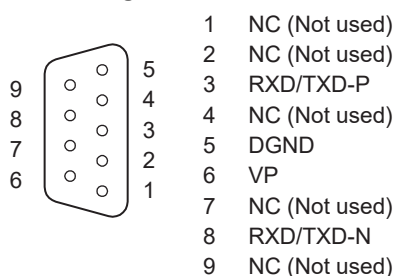 5
4
3
2
1
9
8
7
6
1 NC (Not used)
2 NC (Not used)
3 RXD/TXD-P
4 NC (Not used)
5 DGND
6 VP
7 NC (Not used)
8 RXD/TXD-N
9 NC (Not used)